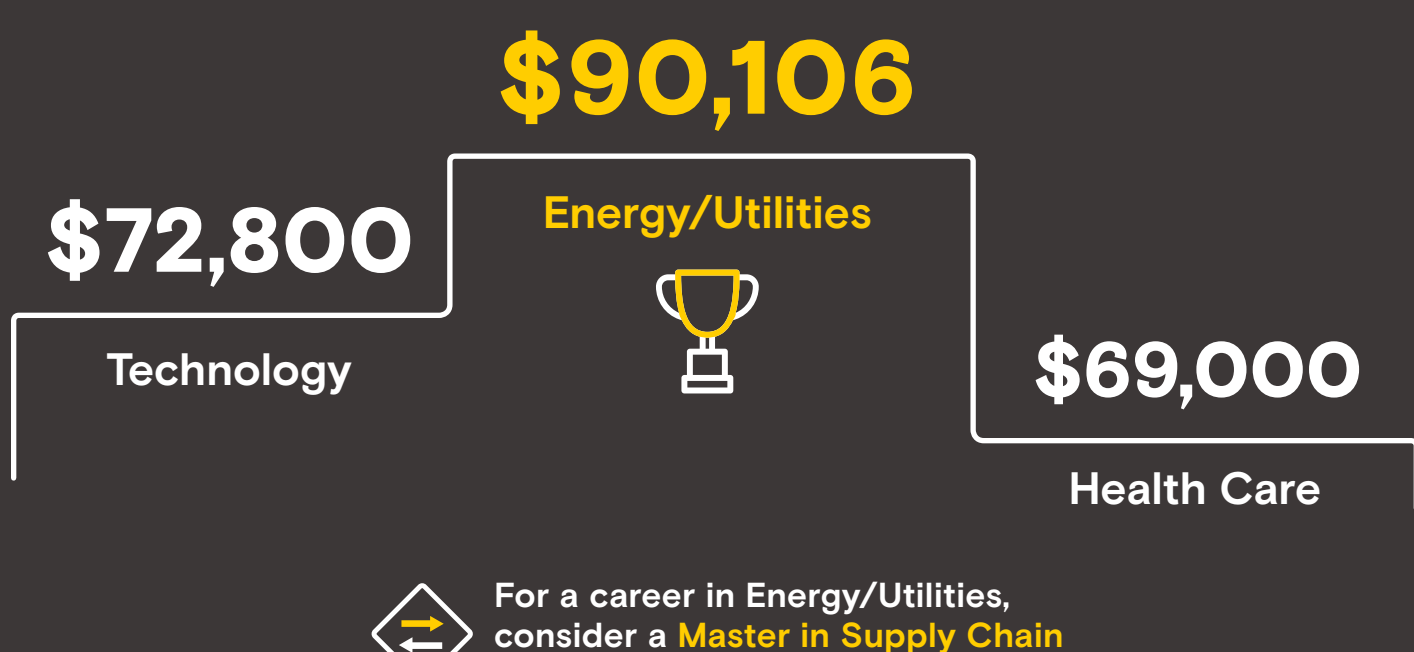 $90,106
Energy/Utilities
$72,800
Technology
$69,000
Health Care
For a career in Energy/Utilities,
consider a Master in Supply Chain